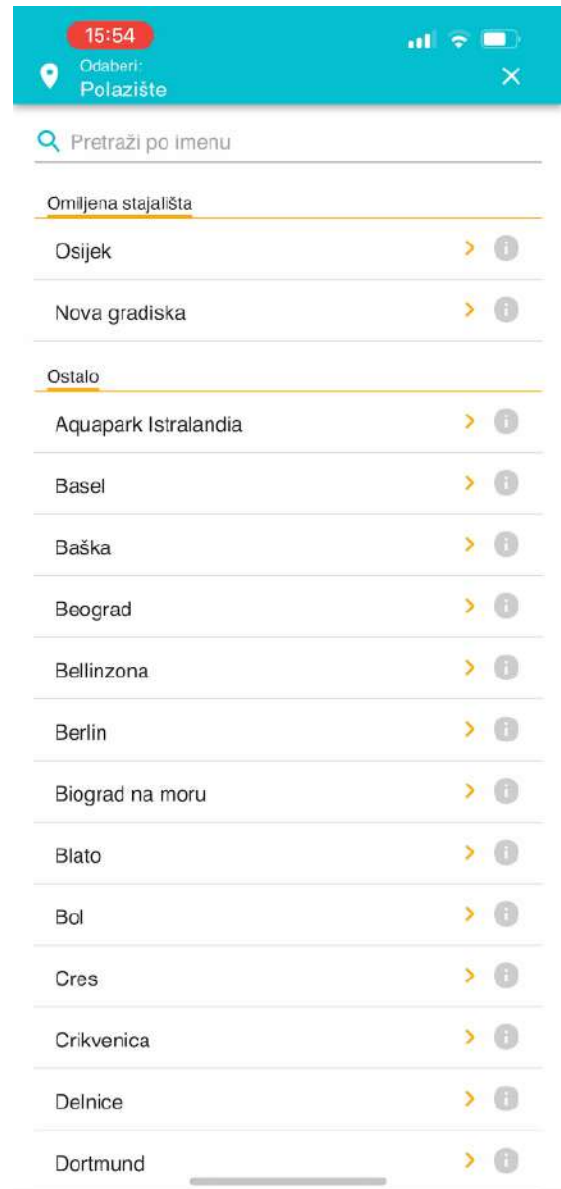 15:54
Odaberi:
Polazište
Pretraži po imenu
Omiljena stajališta
Osijek
Nova gradiska
Ostalo
Aquapark Istralandia
Basel
Baška
Beograd
Bellinzona
Berlin
Biograd na moru
Blato
Bol
Cres
Crikvenica
Delnice
Dortmund